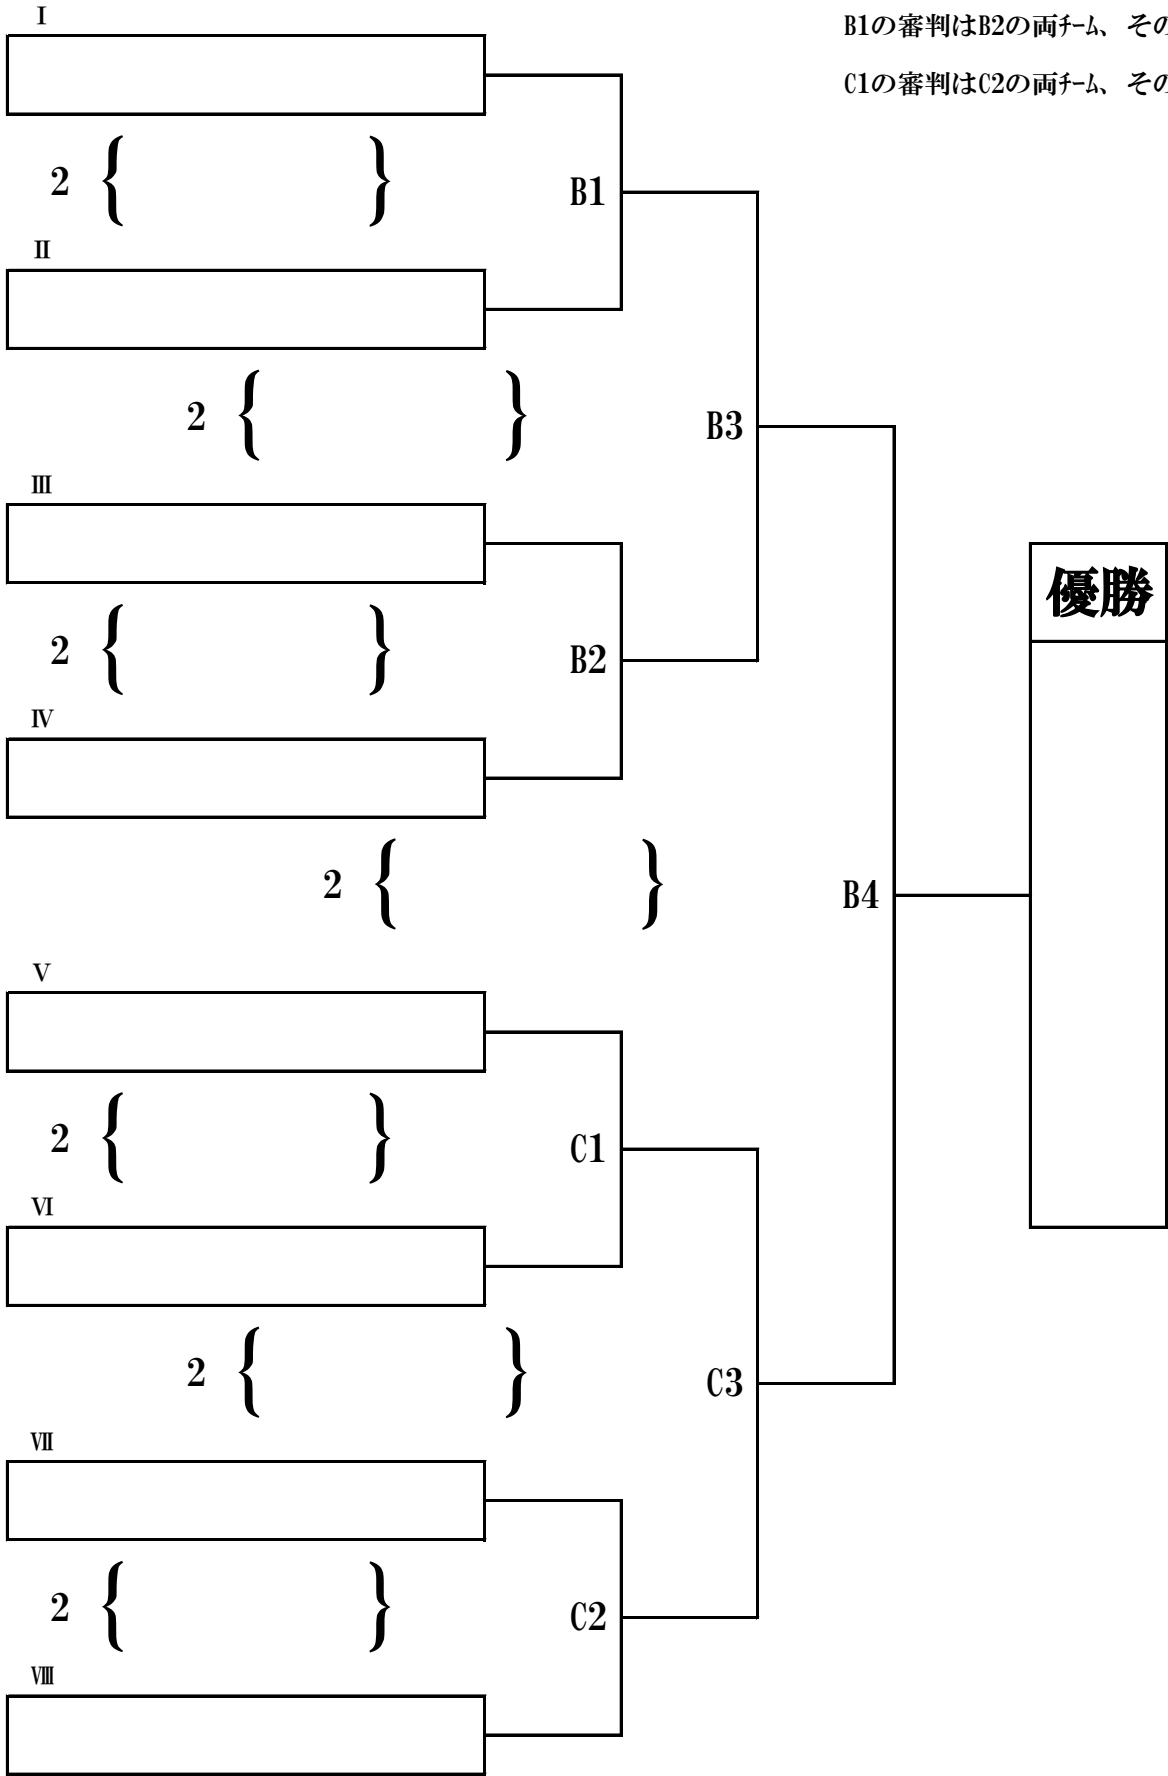 Ⅰ
B1の審判はB2の両ﾁｰﾑ、その
C1の審判はC2の両ﾁｰﾑ、その
2 { }
B1
Ⅱ
2 { }
B3
Ⅲ
優勝
2 { }
B2
Ⅳ
2 { }
B4
Ⅴ
2 { }
C1
Ⅵ
2 { }
C3
Ⅶ
2 { }
C2
Ⅷ